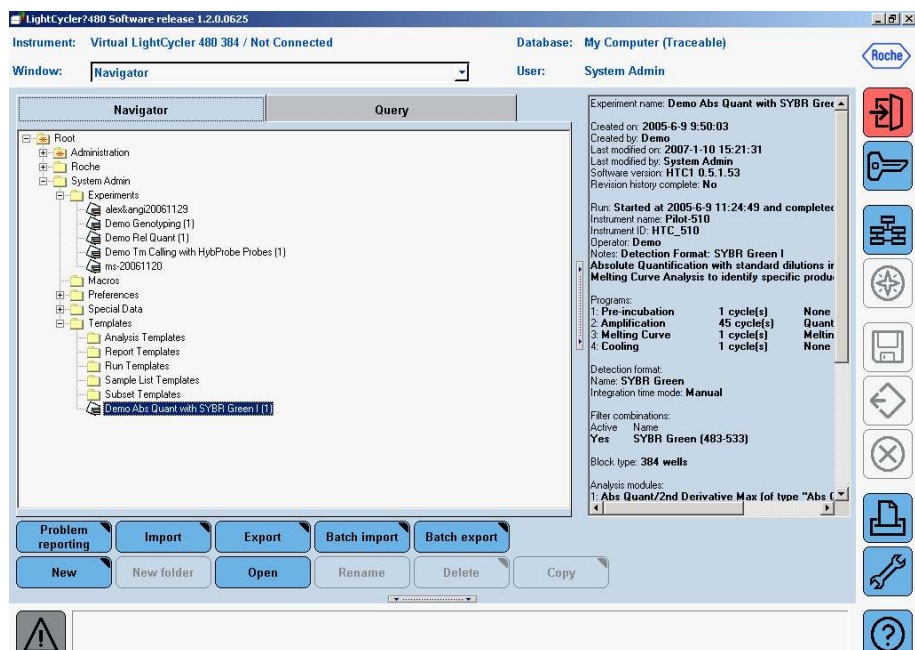 LightCycler?480 Software release 1.2.0.0625
Instrument: Virtual LightCycler 480 384 / Not Connected
Database: My Computer (Traceable)
Window: Navigator
User: System Admin
Roche
Navigator
Query
Root
Administration
Roche
System Admin
Experiments
alex&angi20061129
Demo Genotyping (1)
Demo Rel Quant (1)
Demo Tm Calling with HybProbe Probes (1)
ms-20061120
Macros
Preferences
Special Data
Templates
Analysis Templates
Report Templates
Run Templates
Sample List Templates
Subset Templates
Demo Abs Quant with SYBR Green I (1)
Experiment name: Demo Abs Quant with SYBR Gree
Created on: 2005-6-9 9:50:03
Created by: Demo
Last modified on: 2007-1-10 15:21:31
Last modified by: System Admin
Software version: HTC1 0.5.1.53
Revision history complete: No
Run: Started at 2005-6-9 11:24:49 and completed
Instrument name: Pilot-510
Instrument ID: HTC_510
Operator: Demo
Notes: Detection Format: SYBR Green I
Absolute Quantification with standard dilutions in
Melting Curve Analysis to identify specific produ
Programs:
1: Pre-incubation 1 cycle(s) None
2: Amplification 45 cycle(s) Quant
3: Melting Curve 1 cycle(s) Meltin
4: Cooling 1 cycle(s) None
Detection format:
Name: SYBR Green
Integration time mode: Manual
Filter combinations:
Active Name
Yes SYBR Green (483-533)
Block type: 384 wells
Analysis modules:
1: Abs Quant/2nd Derivative Max (of type "Abs Q
Problem reporting
Import
Export
Batch import
Batch export
New
New folder
Open
Rename
Delete
Copy